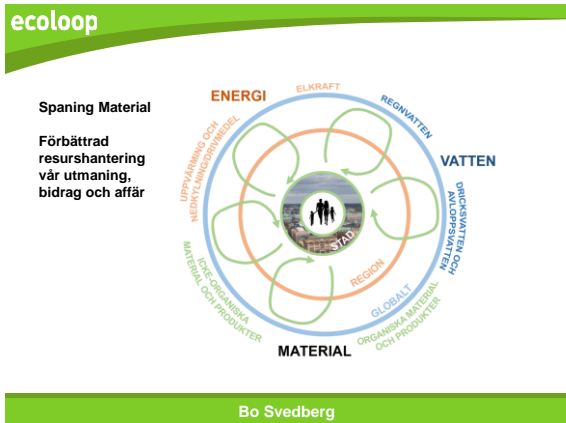 ecoloop
Spaning Material
Förbättrad
resurshantering
vår utmaning,
bidrag och affär
ENERGI
ELKRAFT
REGNVATTEN
VATTEN
DRICKSVATTEN OCH
AVLOPPSVATTEN
UPPVÄRMING OCH
NEDKYLNING/DRIVMEDEL
STAD
REGION
GLOBALT
ICKE-ORGANISKA
MATERIAL OCH PRODUKTER
ORGANISKA MATERIAL
OCH PRODUKTER
MATERIAL
Bo Svedberg